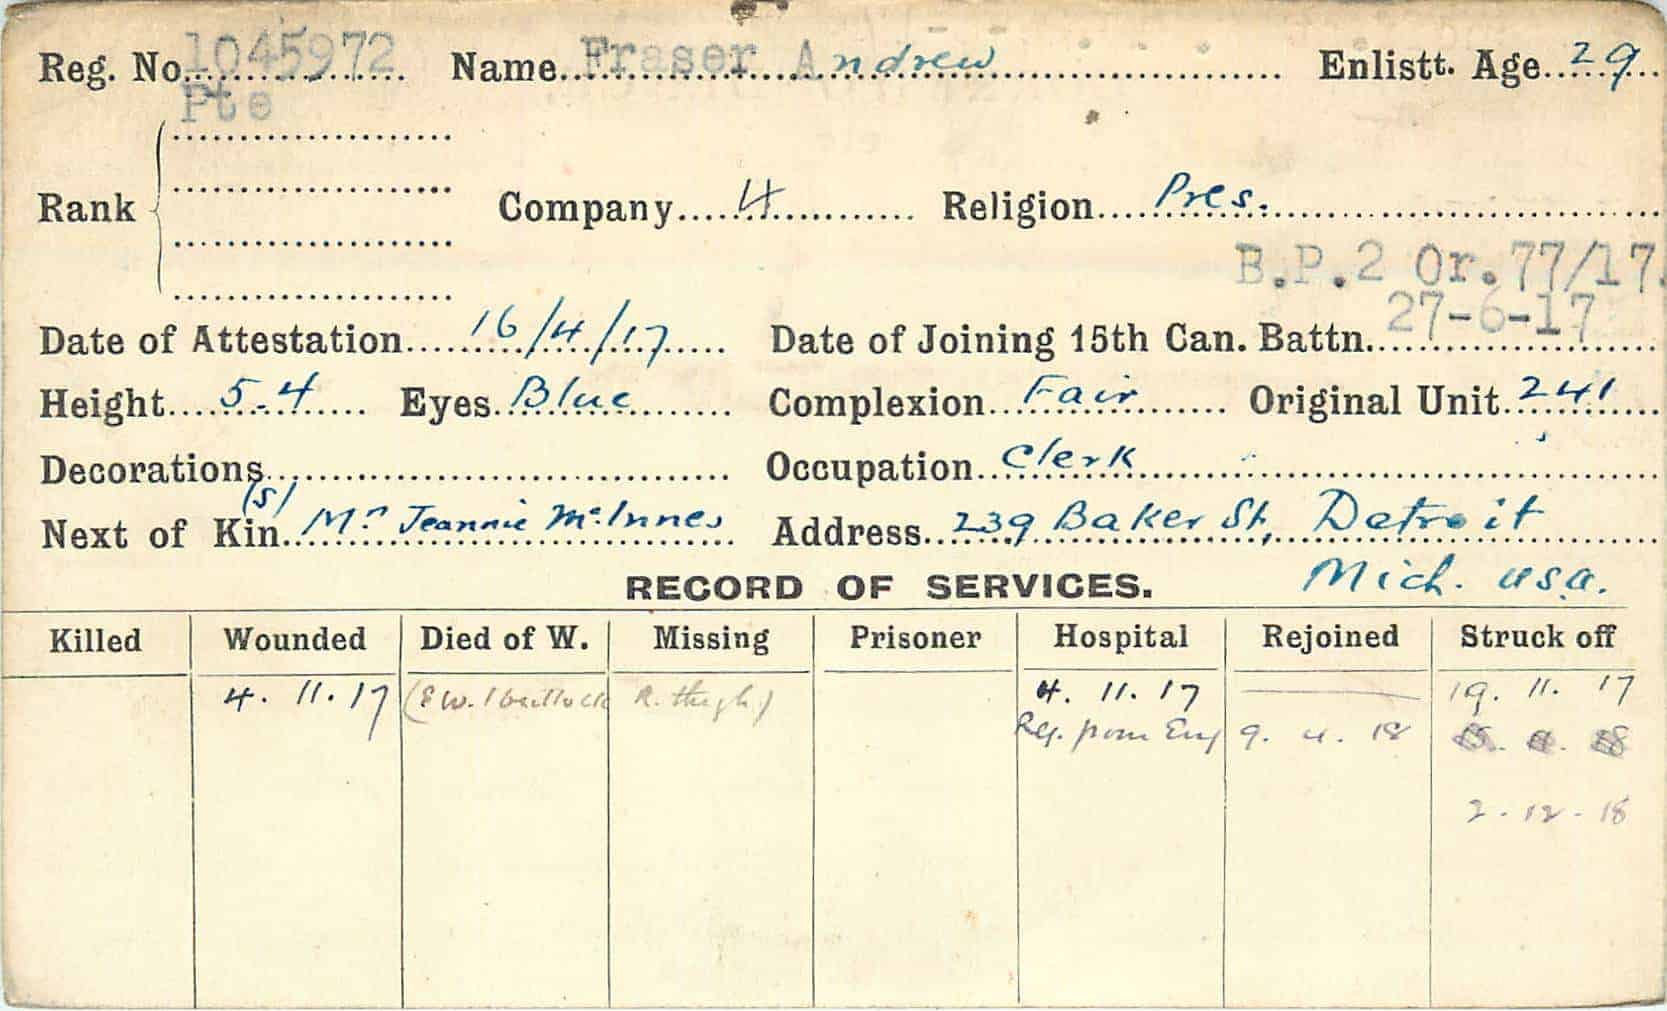 Reg. No. 1045972 Name Fraser Andrew Enlistt. Age 29
Pte
Rank Company 4 Religion Pres.
B.P.2 Or.77/17.
Date of Attestation 16/4/17 Date of Joining 15th Can. Battn. 27-6-17
Height 5-4 Eyes Blue Complexion Fair Original Unit 241
Decorations Occupation Clerk
(s)
Next of Kin Mrs Jeannie McInnes Address 239 Baker St, Detroit
Mich. USA.
RECORD OF SERVICES.
Killed Wounded Died of W. Missing Prisoner Hospital Rejoined Struck off
4. 11. 17 R. thigh) 4. 11. 17 19. 11. 17
from Eng 9. 4. 18
2-12-18